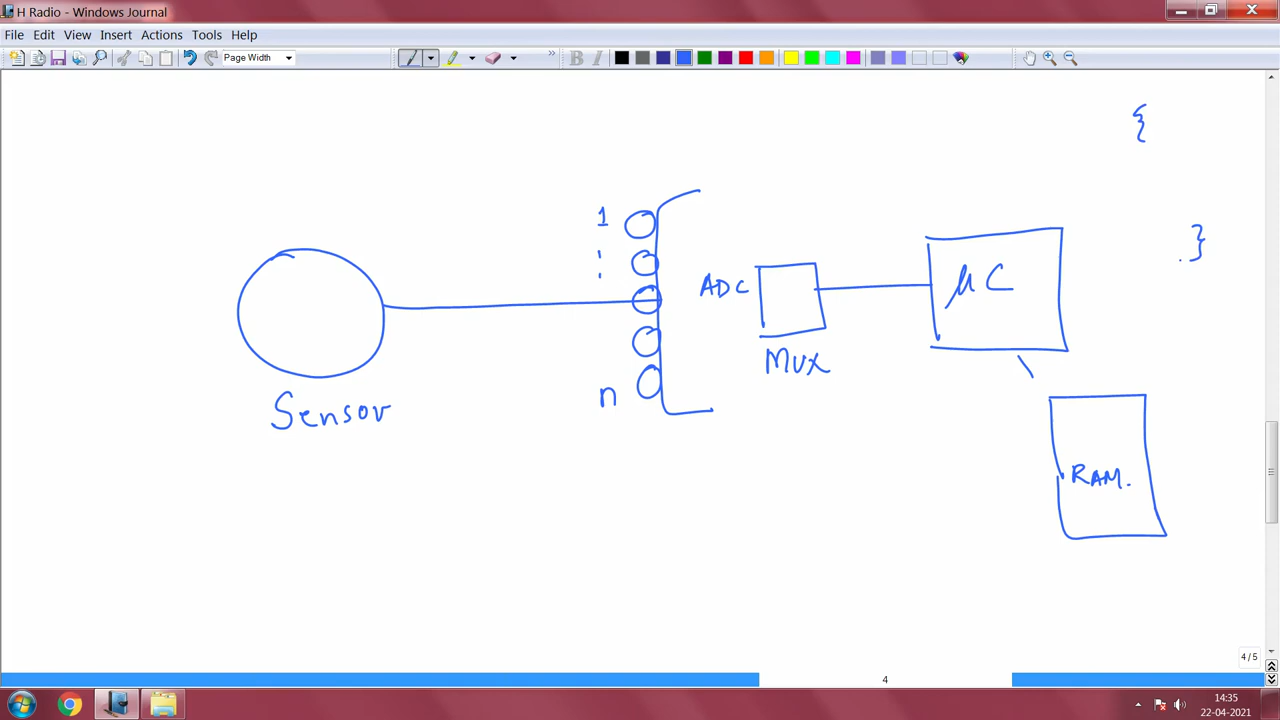 H Radio - Windows Journal
File Edit View Insert Actions Tools Help
Page Width
B I
{
1
}
ADC
μC
MUX
n
Sensor
RAM.
4/5
4
14:35
22-04-2021